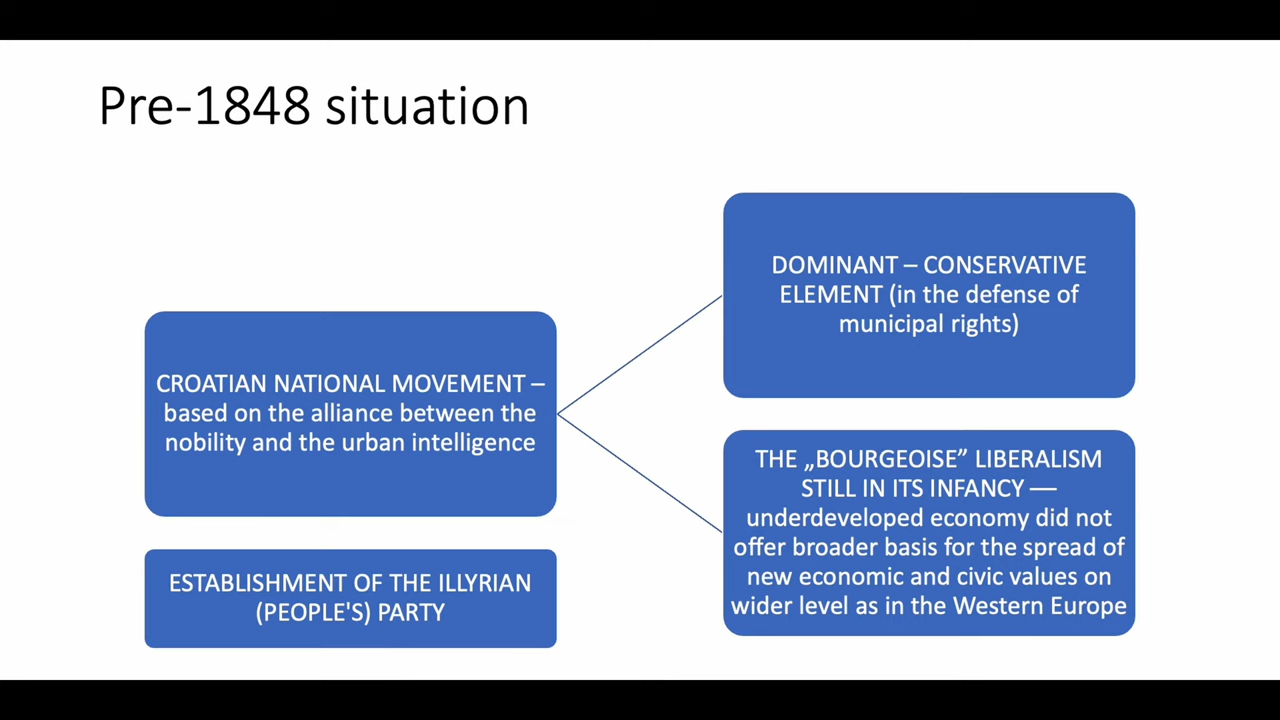 Pre-1848 situation
CROATIAN NATIONAL MOVEMENT –
based on the alliance between the
nobility and the urban intelligence
ESTABLISHMENT OF THE ILLYRIAN
(PEOPLE'S) PARTY
DOMINANT – CONSERVATIVE
ELEMENT (in the defense of
municipal rights)
THE „BOURGEOISE” LIBERALISM
STILL IN ITS INFANCY —
underdeveloped economy did not
offer broader basis for the spread of
new economic and civic values on
wider level as in the Western Europe